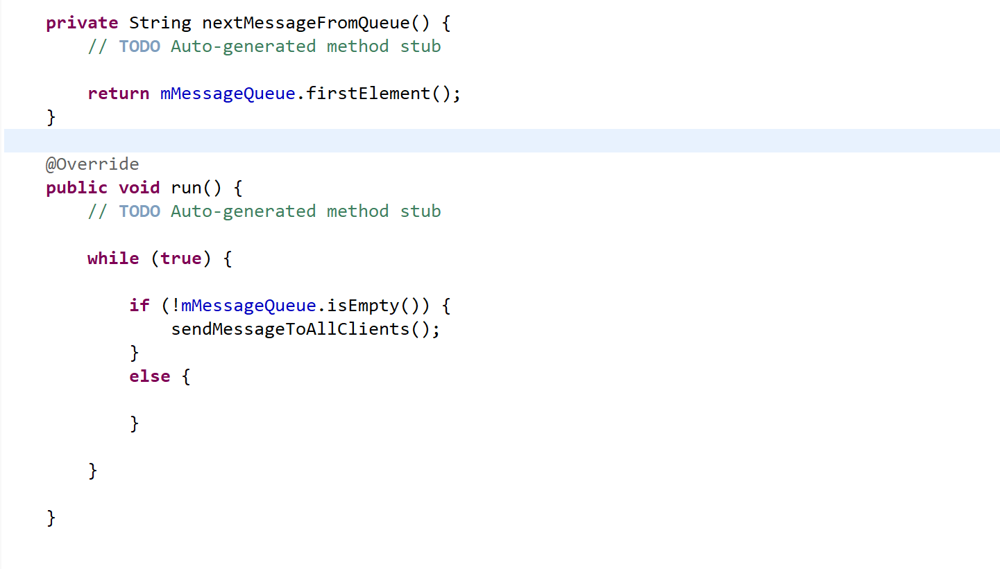 private String nextMessageFromQueue() {
// TODO Auto-generated method stub
return mMessageQueue.firstElement();
}
@Override
public void run() {
// TODO Auto-generated method stub
while (true) {
if (!mMessageQueue.isEmpty()) {
sendMessageToAllClients();
}
else {
}
}
}